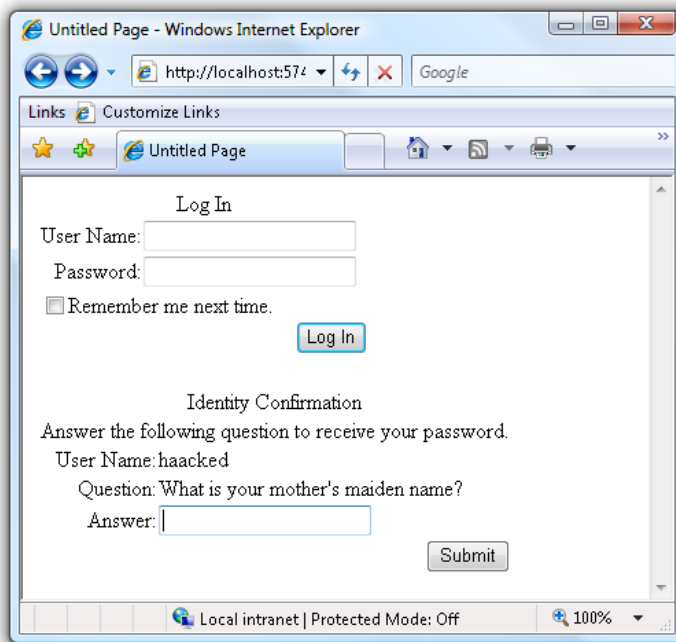 Untitled Page - Windows Internet Explorer
http://localhost:574 Google
Links Customize Links
Untitled Page
Log In
User Name:
Password:
Remember me next time.
Log In
Identity Confirmation
Answer the following question to receive your password.
User Name: haacked
Question: What is your mother's maiden name?
Answer:
Submit
Local intranet | Protected Mode: Off 100%